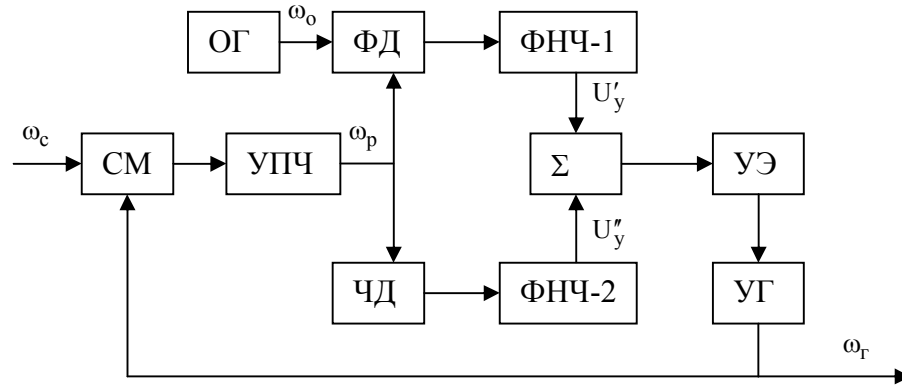 ω₀
ОГ
ФД
ФНЧ-1
U′у
ωс
СМ
УПЧ
ωр
Σ
УЭ
U″у
ЧД
ФНЧ-2
УГ
ωг